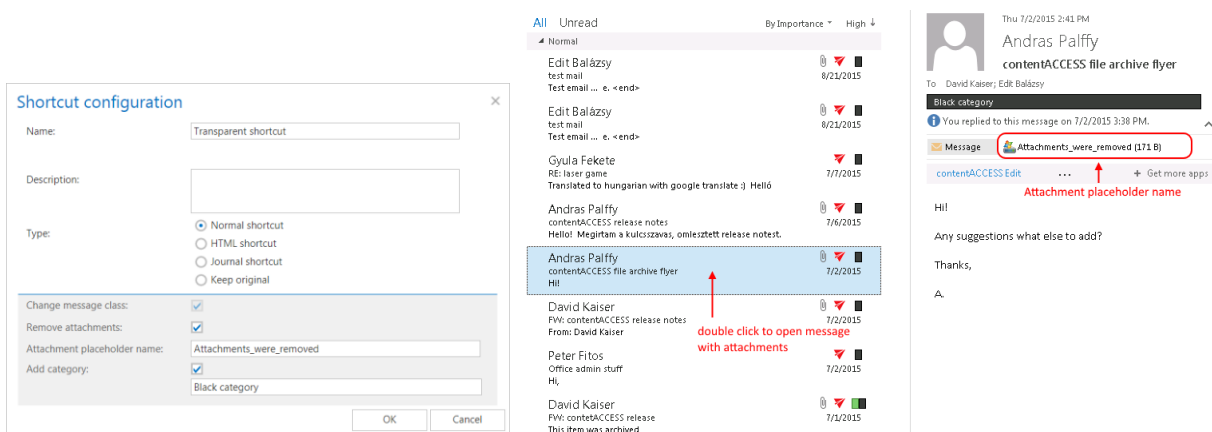 Shortcut configuration
Name:
Transparent shortcut
Description:
Type:
Normal shortcut
HTML shortcut
Journal shortcut
Keep original
Change message class:
Remove attachments:
Attachment placeholder name:
Attachments_were_removed
Add category:
Black category
OK Cancel
All Unread By Importance High
Normal
Edit Balázsy
test mail 8/21/2015
Test email ... e. <end>
Edit Balázsy
test mail 8/21/2015
Test email ... e. <end>
Gyula Fekete
RE: laser game 7/7/2015
Translated to hungarian with google translate :) Helló
Andras Palffy
contentACCESS release notes 7/6/2015
Hello! Megirtam a kulcsszavas, omlesztett release notest.
Andras Palffy
contentACCESS file archive flyer 7/2/2015
Hi!
David Kaiser
FW: contentACCESS release notes 7/2/2015
From: David Kaiser
double click to open message
with attachments
Peter Fitos
Office admin stuff 7/2/2015
Hi,
David Kaiser
FW: contetACCESS release 7/1/2015
This item was archived
Thu 7/2/2015 2:41 PM
Andras Palffy
contentACCESS file archive flyer
To David Kaiser; Edit Balázsy
Black category
You replied to this message on 7/2/2015 3:38 PM.
Message Attachments_were_removed (171 B)
contentACCESS Edit ... + Get more apps
Attachment placeholder name
Hi!
Any suggestions what else to add?
Thanks,
A.